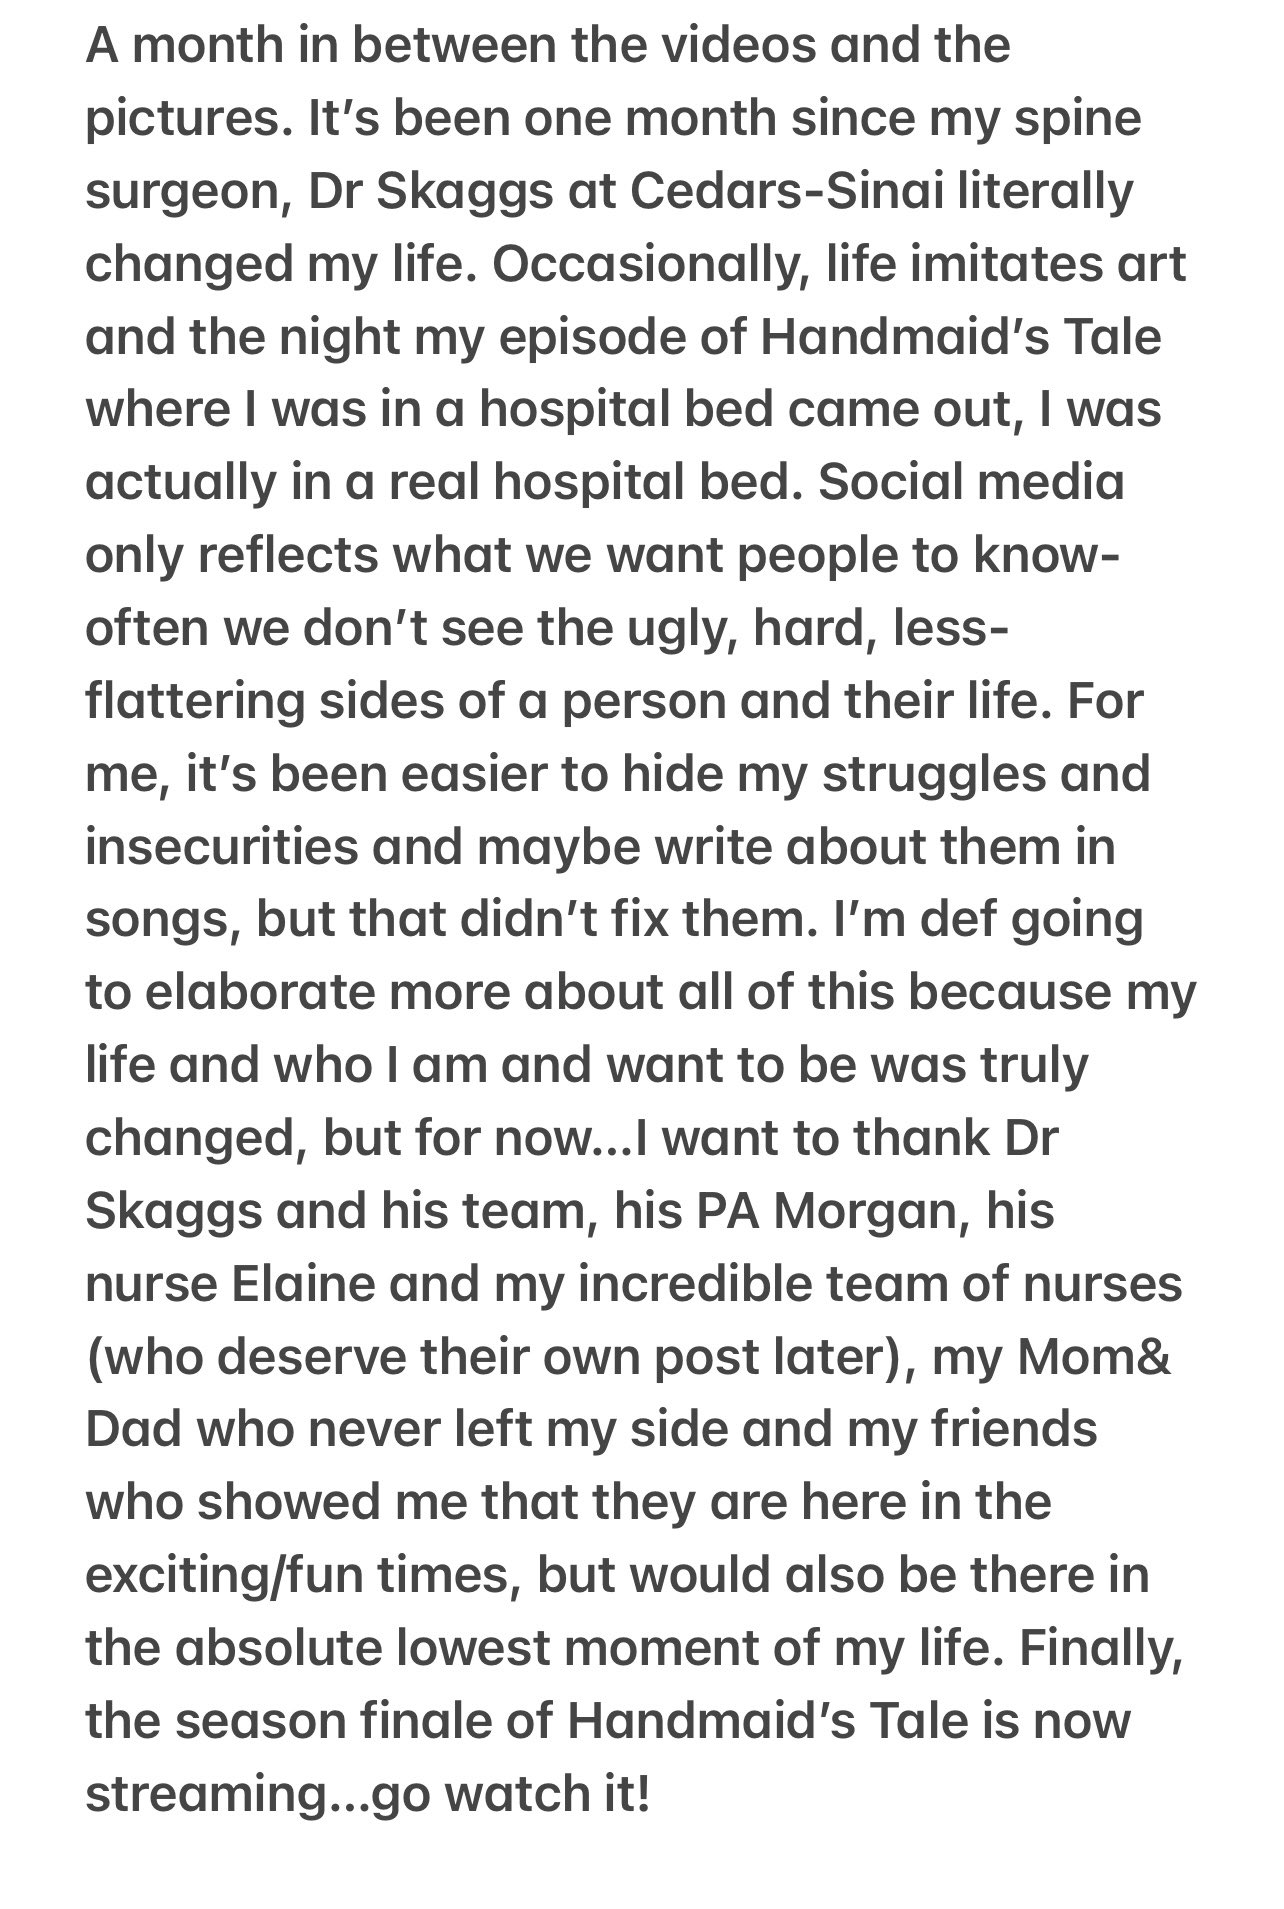 A month in between the videos and the
pictures. It’s been one month since my spine
surgeon, Dr Skaggs at Cedars-Sinai literally
changed my life. Occasionally, life imitates art
and the night my episode of Handmaid’s Tale
where I was in a hospital bed came out, I was
actually in a real hospital bed. Social media
only reflects what we want people to know-
often we don’t see the ugly, hard, less-
flattering sides of a person and their life. For
me, it’s been easier to hide my struggles and
insecurities and maybe write about them in
songs, but that didn’t fix them. I’m def going
to elaborate more about all of this because my
life and who I am and want to be was truly
changed, but for now...I want to thank Dr
Skaggs and his team, his PA Morgan, his
nurse Elaine and my incredible team of nurses
(who deserve their own post later), my Mom&
Dad who never left my side and my friends
who showed me that they are here in the
exciting/fun times, but would also be there in
the absolute lowest moment of my life. Finally,
the season finale of Handmaid’s Tale is now
streaming...go watch it!